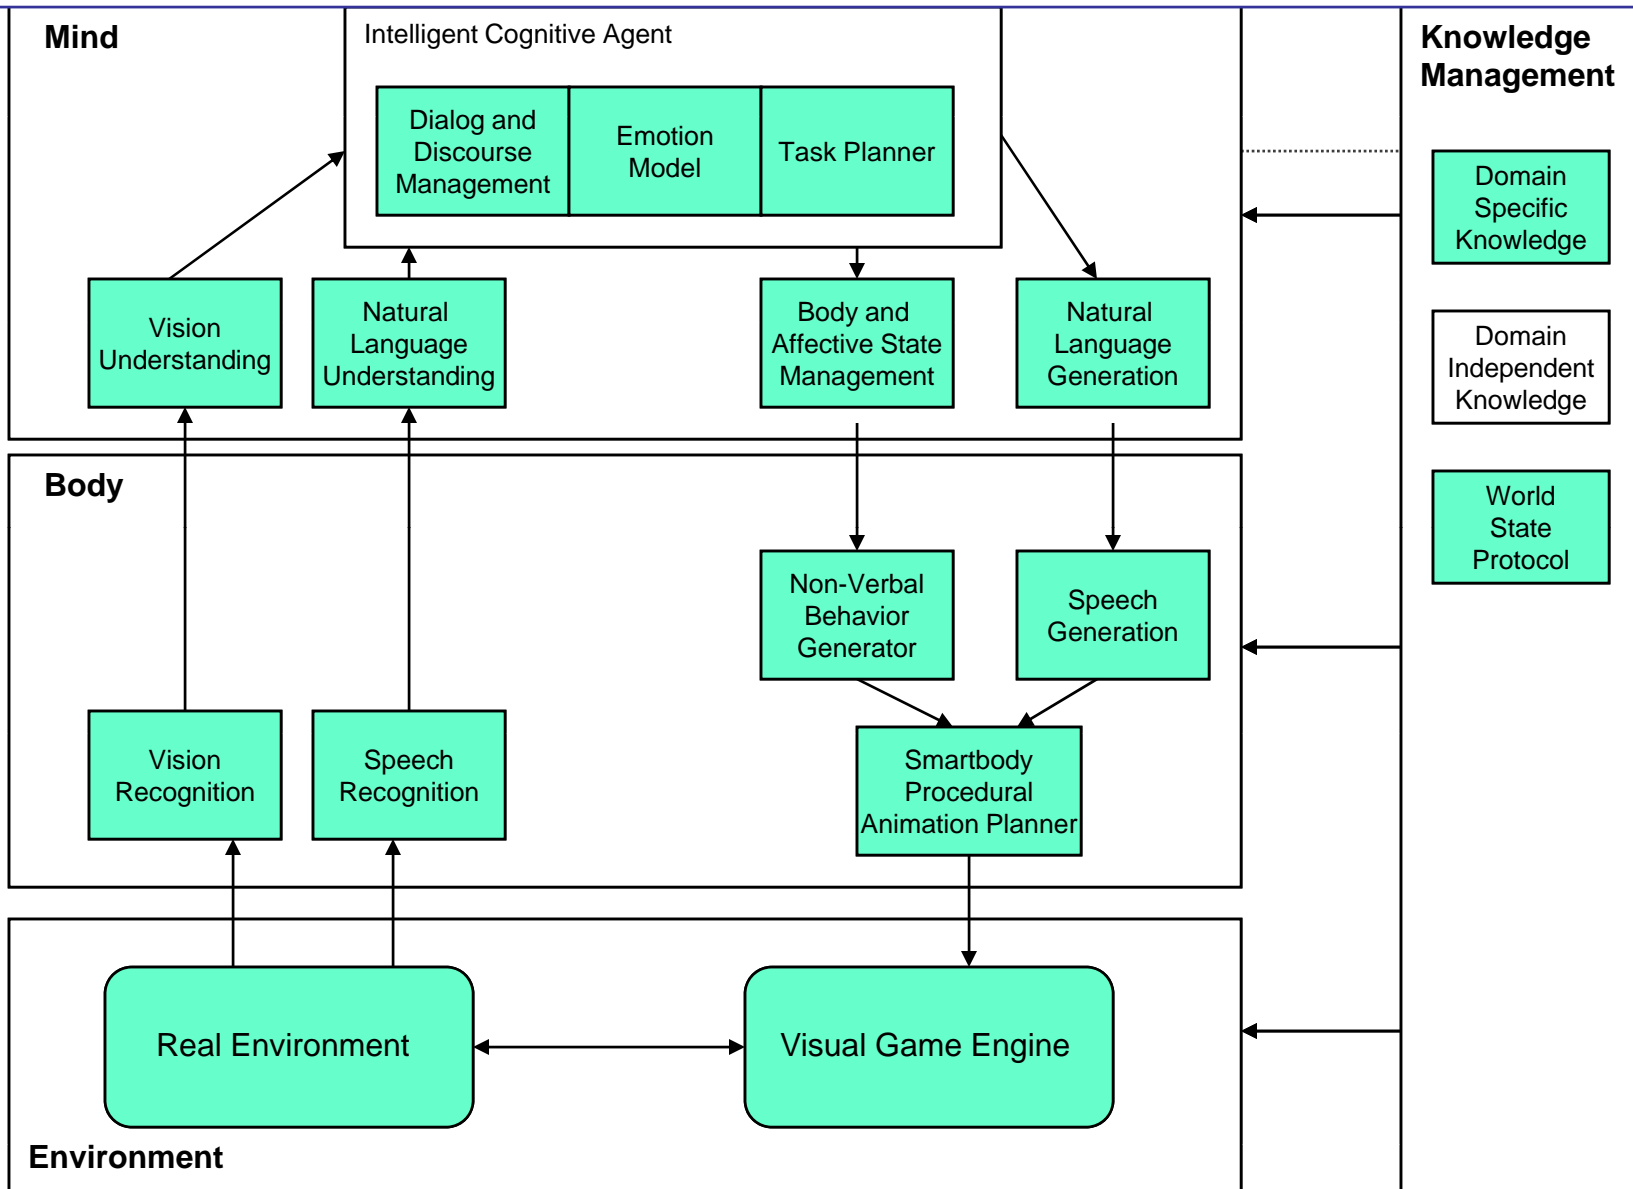 Mind
Intelligent Cognitive Agent
Knowledge
Management
Dialog and
Discourse
Management
Emotion
Model
Task Planner
Domain
Specific
Knowledge
Vision
Understanding
Natural
Language
Understanding
Body and
Affective State
Management
Natural
Language
Generation
Domain
Independent
Knowledge
World
State
Protocol
Body
Non-Verbal
Behavior
Generator
Speech
Generation
Vision
Recognition
Speech
Recognition
Smartbody
Procedural
Animation Planner
Real Environment
Visual Game Engine
Environment